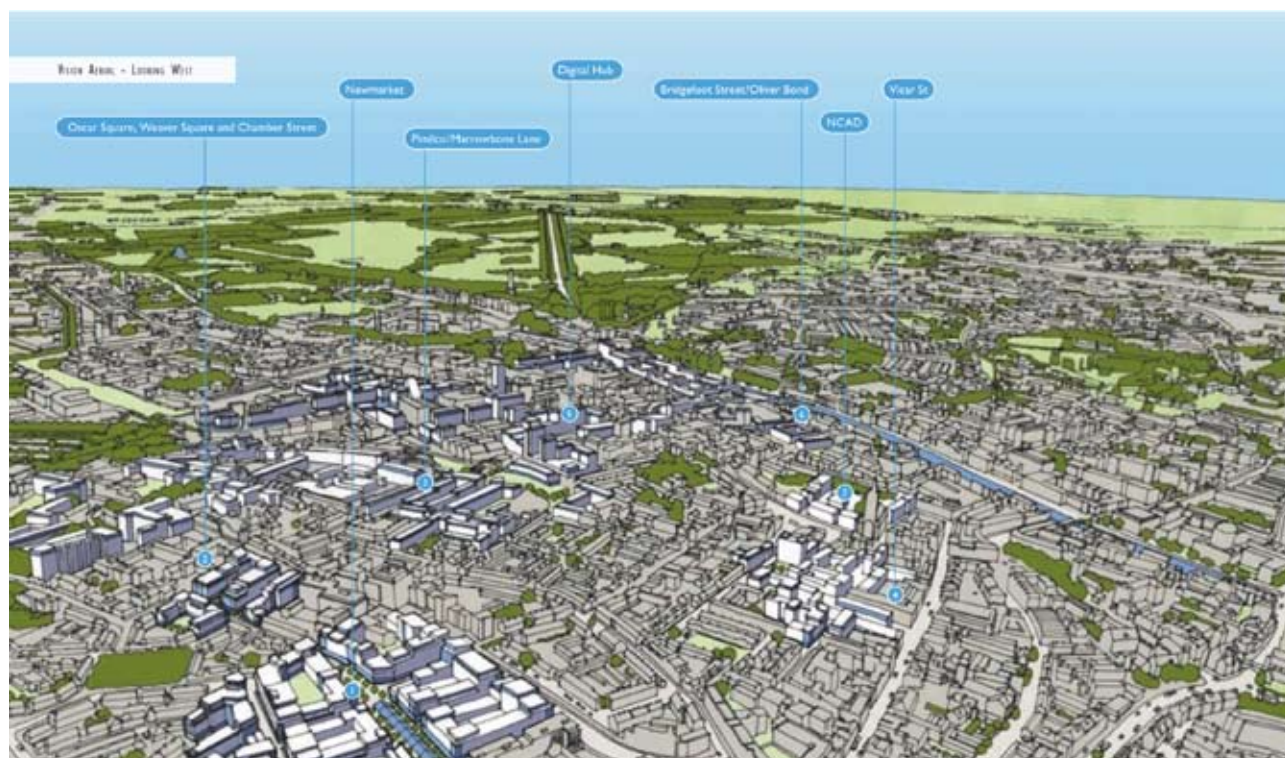 Vision Aerial - Looking West
Digital Hub
Newmarket
Bridgefoot Street/Oliver Bond
Vicar St
NCAD
Oscar Square, Weaver Square and Chamber Street
Pimlico/Marrowbone Lane